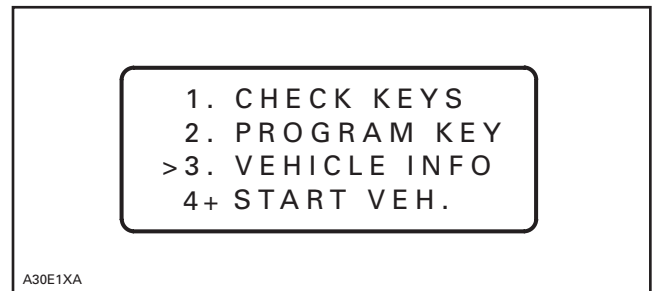 1. CHECK KEYS
2. PROGRAM KEY
>3. VEHICLE INFO
4+ START VEH.
A30E1XA